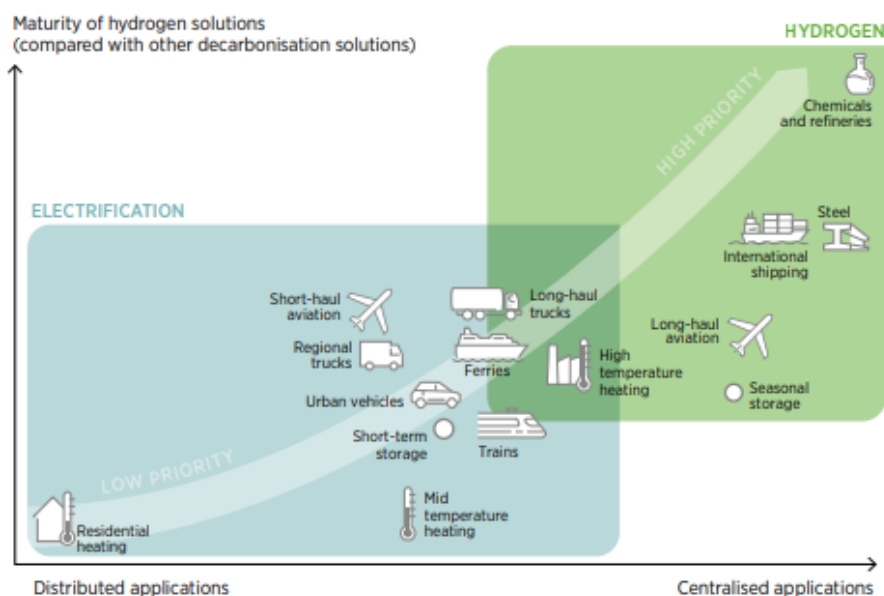 Maturity of hydrogen solutions
(compared with other decarbonisation solutions)
HYDROGEN
HIGH PRIORITY
Chemicals
and refineries
ELECTRIFICATION
Steel
International
shipping
Short-haul
aviation
Long-haul
trucks
Long-haul
aviation
Regional
trucks
Ferries
High
temperature
heating
Urban vehicles
Seasonal
storage
Short-term
storage
Trains
LOW PRIORITY
Mid
temperature
heating
Residential
heating
Distributed applications
Centralised applications